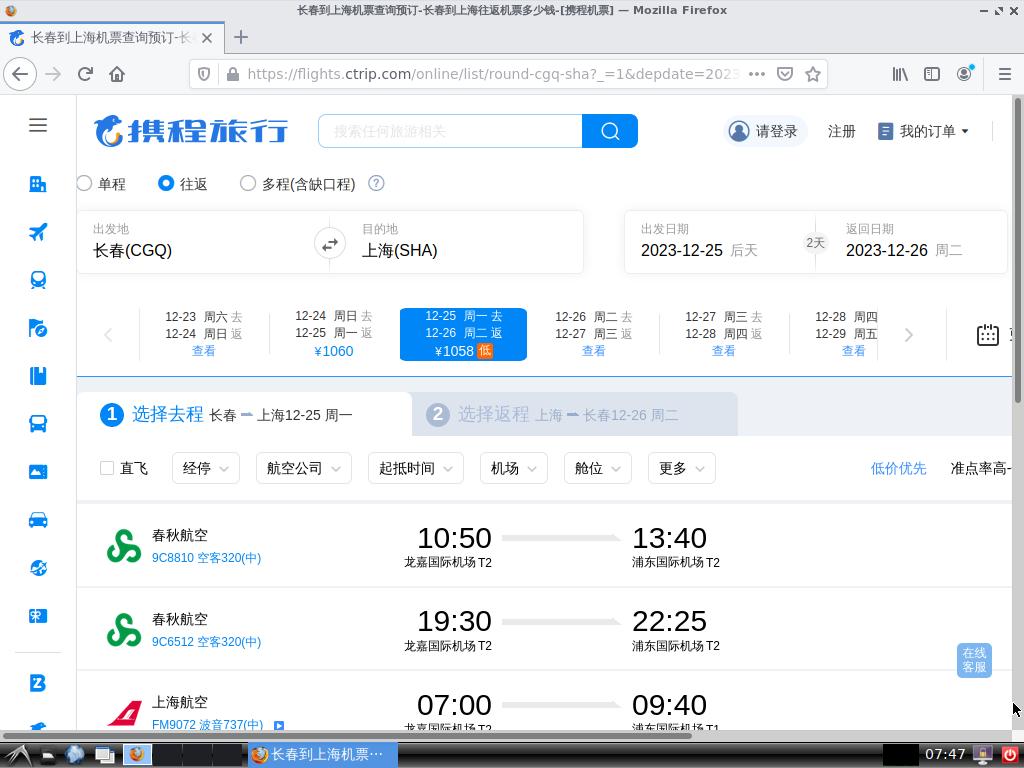 长春到上海机票查询预订-长春到上海往返机票多少钱-[携程机票] — Mozilla Firefox
长春到上海机票查询预订-长
https://flights.ctrip.com/online/list/round-cgq-sha?_=1&depdate=2023
携程旅行
搜索任何旅游相关
请登录
注册
我的订单
单程
往返
多程(含缺口程)
?
出发地
目的地
出发日期
返回日期
长春(CGQ)
上海(SHA)
2023-12-25 后天
2天
2023-12-26 周二
12-23 周六 去
12-24 周日 返
查看
12-24 周日 去
12-25 周一 返
¥1060
12-25 周一 去
12-26 周二 返
¥1058 低
12-26 周二 去
12-27 周三 返
查看
12-27 周三 去
12-28 周四 返
查看
12-28 周四
12-29 周五
查看
1 选择去程 长春 上海12-25 周一
2 选择返程 上海 长春12-26 周二
直飞
经停
航空公司
起抵时间
机场
舱位
更多
低价优先
准点率高-
春秋航空
9C8810 空客320(中)
10:50
龙嘉国际机场T2
13:40
浦东国际机场T2
春秋航空
9C6512 空客320(中)
19:30
龙嘉国际机场T2
22:25
浦东国际机场T2
在线
客服
上海航空
FM9072 波音737(中)
07:00
龙嘉国际机场T2
09:40
浦东国际机场T1
长春到上海机票···
07:47